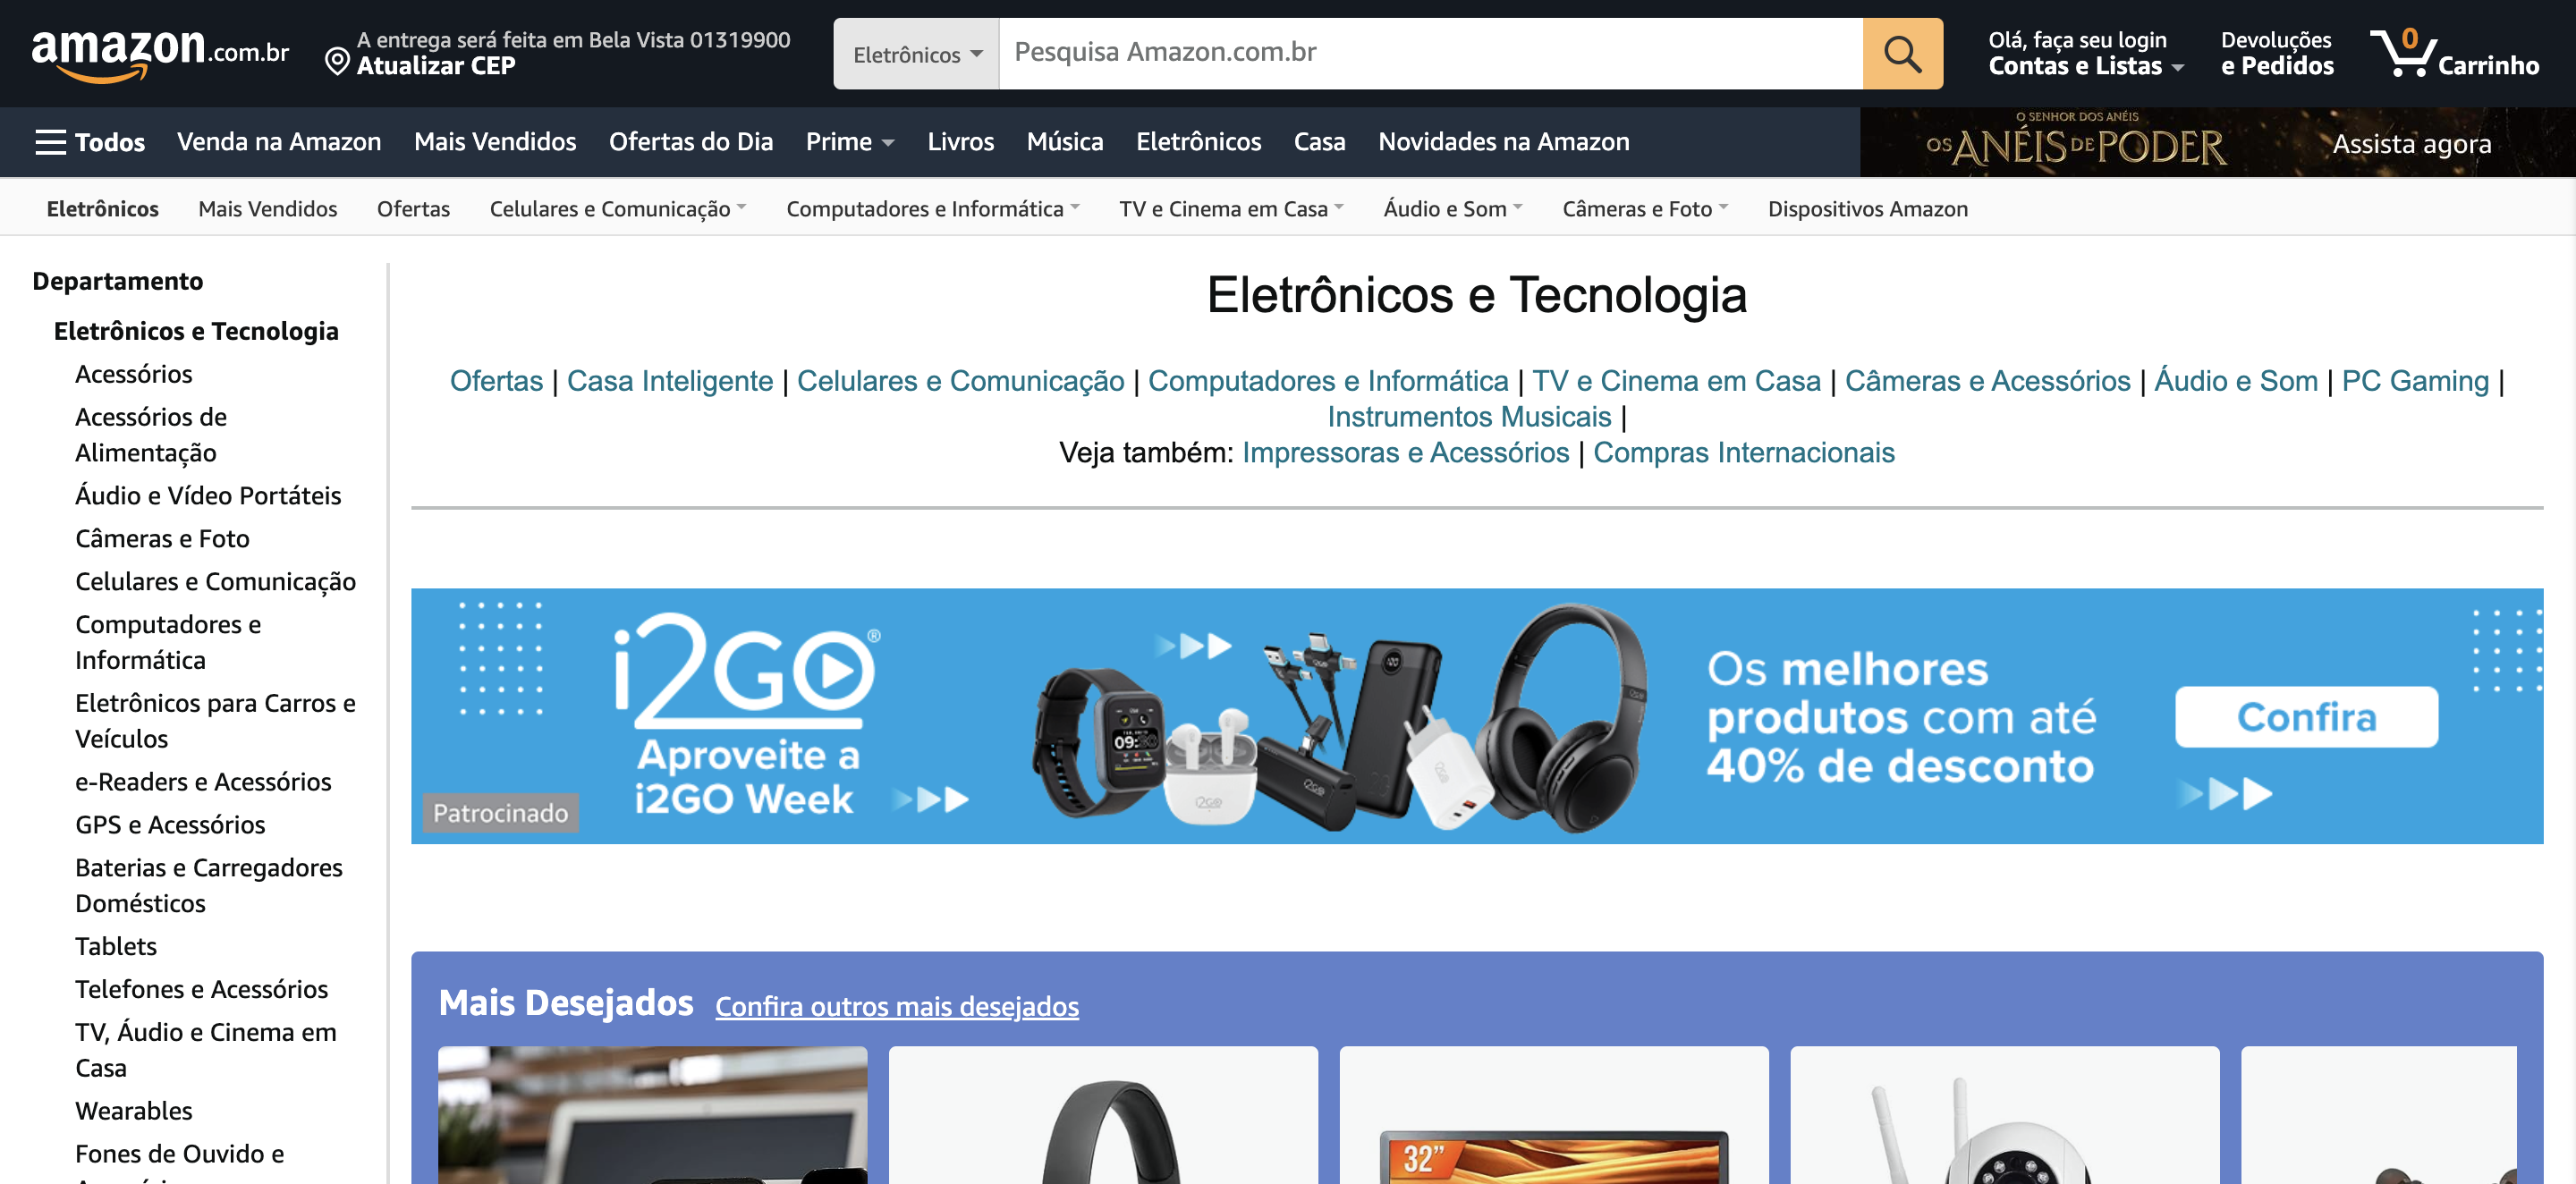 amazon.com.br
A entrega será feita em Bela Vista 01319900
Atualizar CEP
Eletrônicos
Pesquisa Amazon.com.br
Olá, faça seu login
Contas e Listas
Devoluções
e Pedidos
0
Carrinho
Todos
Venda na Amazon
Mais Vendidos
Ofertas do Dia
Prime
Livros
Música
Eletrônicos
Casa
Novidades na Amazon
O SENHOR DOS ANÉIS
OS ANÉIS DE PODER
Assista agora
Eletrônicos
Mais Vendidos
Ofertas
Celulares e Comunicação
Computadores e Informática
TV e Cinema em Casa
Áudio e Som
Câmeras e Foto
Dispositivos Amazon
Departamento
Eletrônicos e Tecnologia
Acessórios
Acessórios de
Alimentação
Áudio e Vídeo Portáteis
Câmeras e Foto
Celulares e Comunicação
Computadores e
Informática
Eletrônicos para Carros e
Veículos
e-Readers e Acessórios
GPS e Acessórios
Baterias e Carregadores
Domésticos
Tablets
Telefones e Acessórios
TV, Áudio e Cinema em
Casa
Wearables
Fones de Ouvido e
Eletrônicos e Tecnologia
Ofertas | Casa Inteligente | Celulares e Comunicação | Computadores e Informática | TV e Cinema em Casa | Câmeras e Acessórios | Áudio e Som | PC Gaming |
Instrumentos Musicais |
Veja também: Impressoras e Acessórios | Compras Internacionais
i2GO®
Aproveite a
i2GO Week
Patrocinado
09:30
i2GO
Os melhores
produtos com até
40% de desconto
Confira
Mais Desejados
Confira outros mais desejados
32"